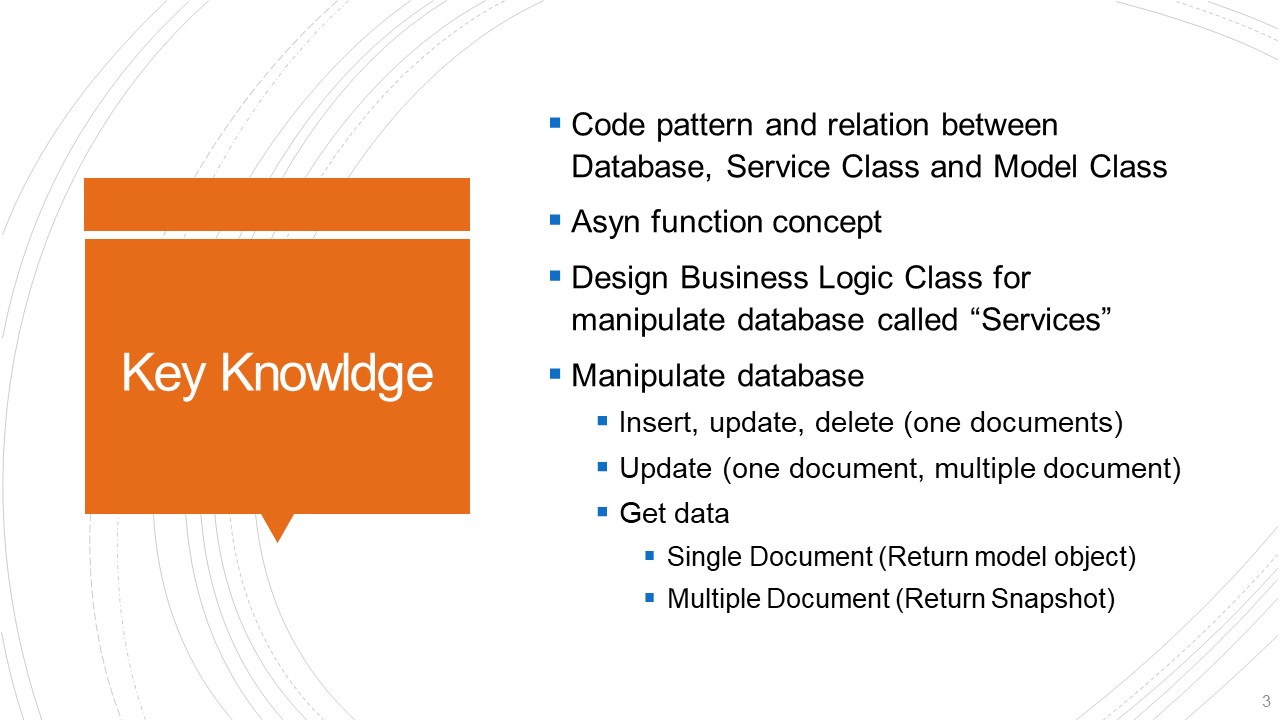 Key Knowldge
Code pattern and relation between
Database, Service Class and Model Class
Asyn function concept
Design Business Logic Class for
manipulate database called “Services”
Manipulate database
Insert, update, delete (one documents)
Update (one document, multiple document)
Get data
Single Document (Return model object)
Multiple Document (Return Snapshot)
3